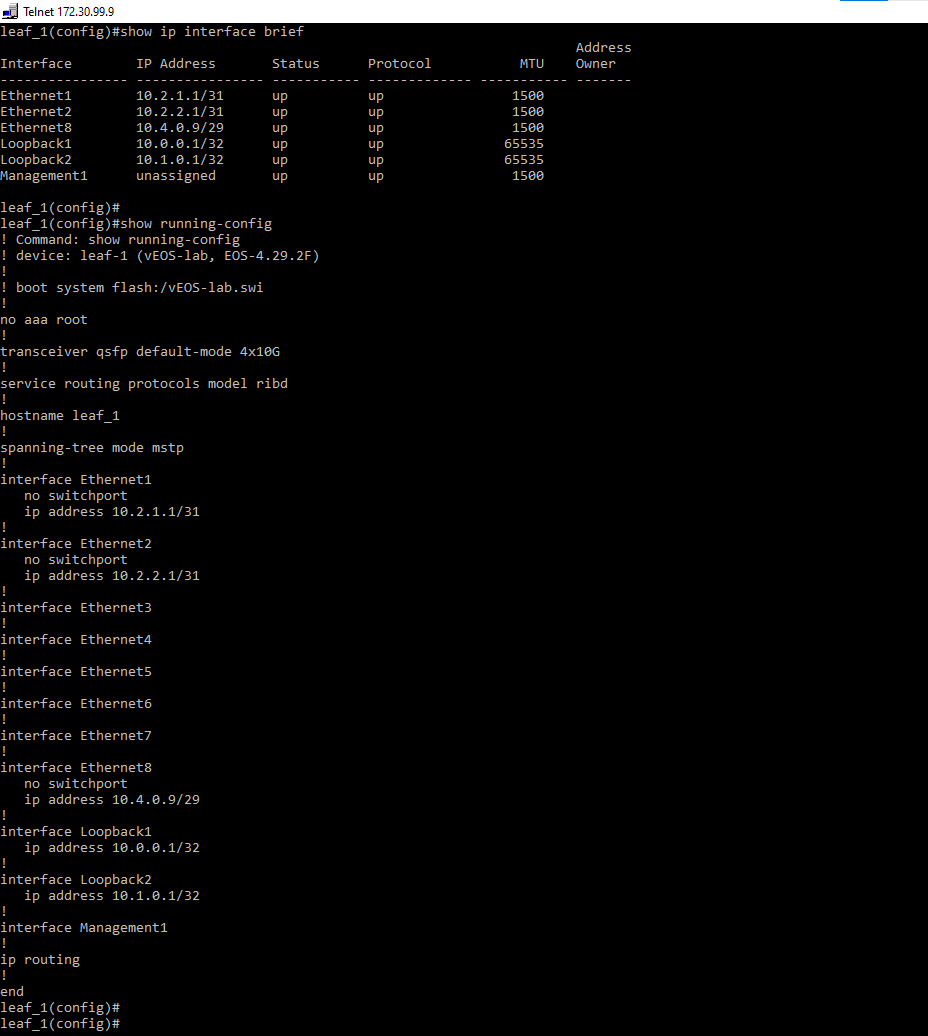 Telnet 172.30.99.9
leaf_1(config)#show ip interface brief
                                                                        Address
Interface        IP Address       Status      Protocol           MTU    Owner
---------------- ---------------- ----------- ------------- ----------- -------
Ethernet1        10.2.1.1/31      up          up                1500
Ethernet2        10.2.2.1/31      up          up                1500
Ethernet8        10.4.0.9/29      up          up                1500
Loopback1        10.0.0.1/32      up          up               65535
Loopback2        10.1.0.1/32      up          up               65535
Management1      unassigned       up          up                1500

leaf_1(config)#
leaf_1(config)#show running-config
! Command: show running-config
! device: leaf-1 (vEOS-lab, EOS-4.29.2F)
!
! boot system flash:/vEOS-lab.swi
!
no aaa root
!
transceiver qsfp default-mode 4x10G
!
service routing protocols model ribd
!
hostname leaf_1
!
spanning-tree mode mstp
!
interface Ethernet1
   no switchport
   ip address 10.2.1.1/31
!
interface Ethernet2
   no switchport
   ip address 10.2.2.1/31
!
interface Ethernet3
!
interface Ethernet4
!
interface Ethernet5
!
interface Ethernet6
!
interface Ethernet7
!
interface Ethernet8
   no switchport
   ip address 10.4.0.9/29
!
interface Loopback1
   ip address 10.0.0.1/32
!
interface Loopback2
   ip address 10.1.0.1/32
!
interface Management1
!
ip routing
!
end
leaf_1(config)#
leaf_1(config)#